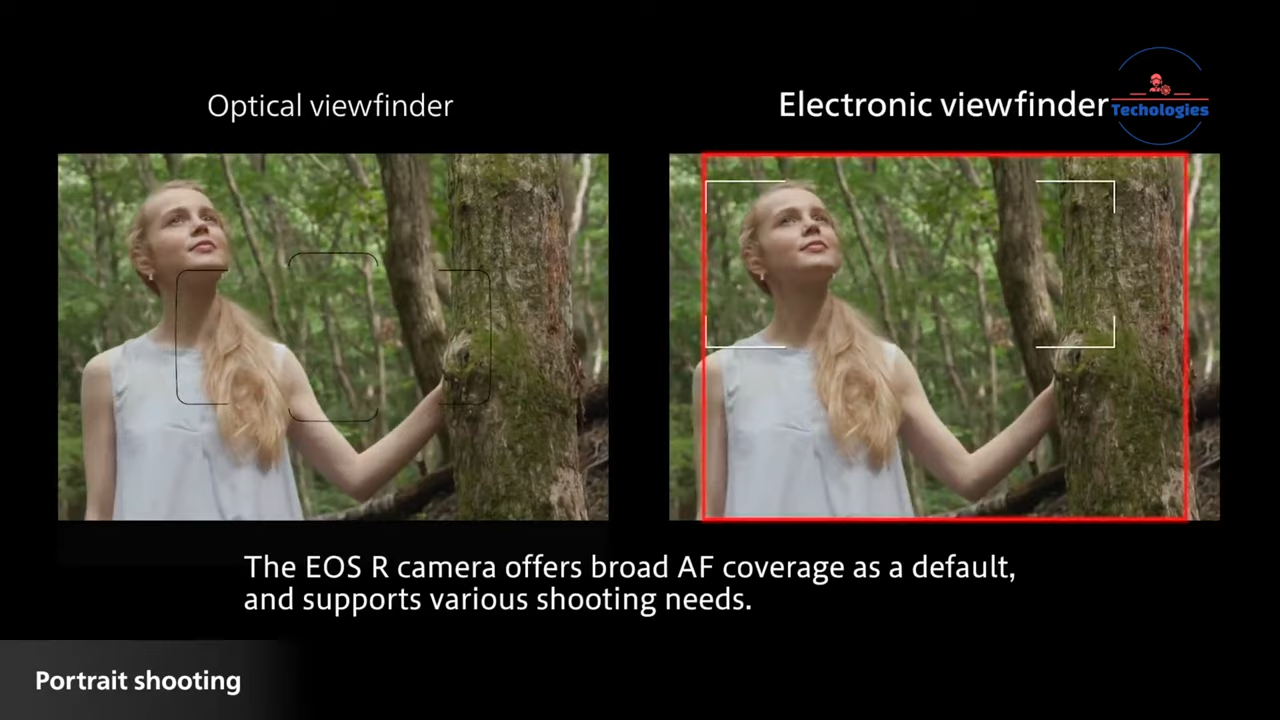 Optical viewfinder
Electronic viewfinder
Techologies
The EOS R camera offers broad AF coverage as a default,
and supports various shooting needs.
Portrait shooting